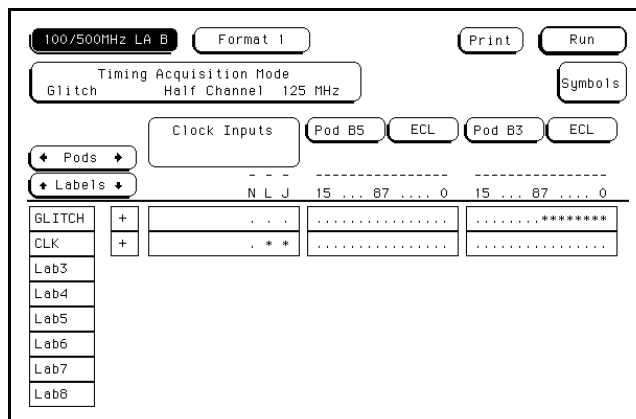 100/500MHz LA B Format 1 Print Run
Timing Acquisition Mode
Glitch Half Channel 125 MHz
Symbols
Clock Inputs Pod B5 ECL Pod B3 ECL
← Pods →
↑ Labels ↓
- - - ---------------- ----------------
N L J 15 ... 87 .... 0 15 ... 87 .... 0
GLITCH + . . . ................ ........********
CLK + . * * ................ ................
Lab3
Lab4
Lab5
Lab6
Lab7
Lab8